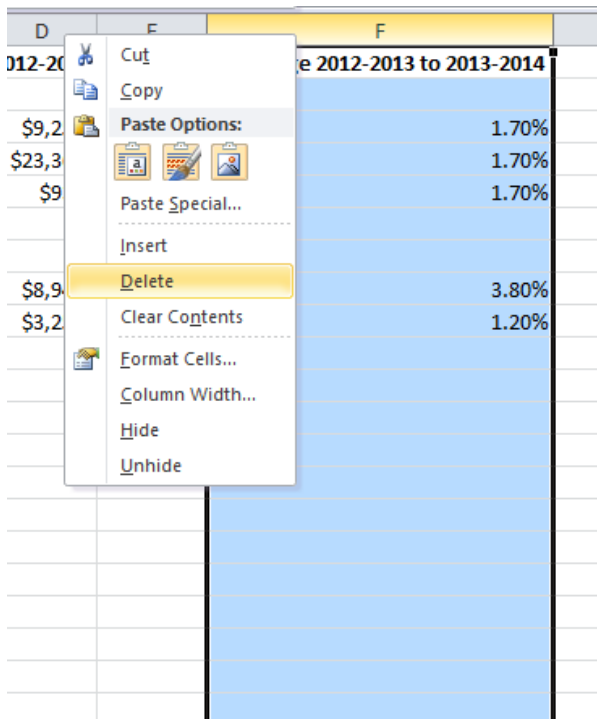 D E F
012-20 e 2012-2013 to 2013-2014
$9,2 1.70%
$23,3 1.70%
$9 1.70%
$8,9 3.80%
$3,2 1.20%
Cut
Copy
Paste Options:
a
Paste Special...
Insert
Delete
Clear Contents
Format Cells...
Column Width...
Hide
Unhide